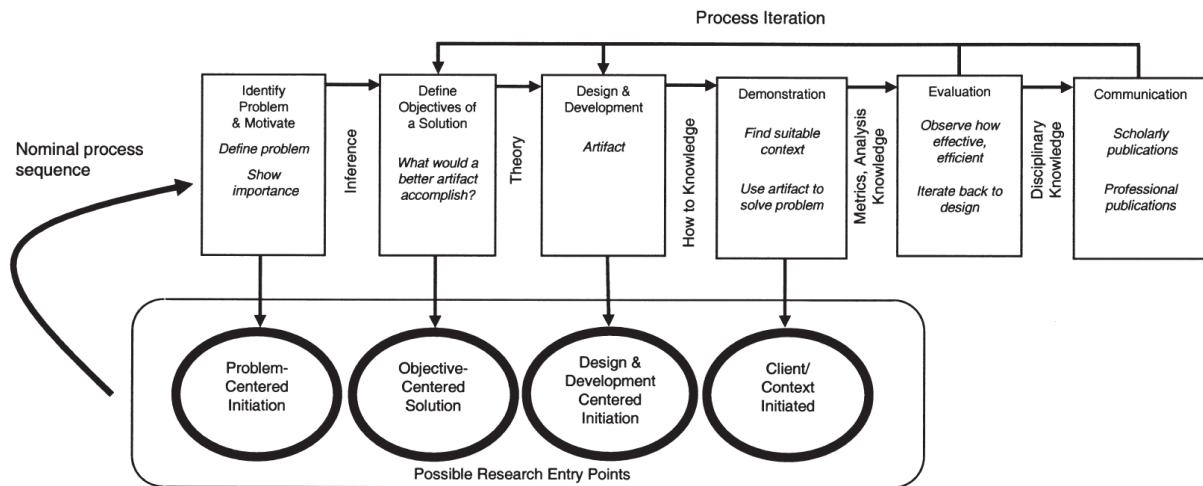 Process Iteration
Nominal process
sequence
Identify
Problem
& Motivate
Define problem
Show
importance
Inference
Define
Objectives of
a Solution
What would a
better artifact
accomplish?
Theory
Design &
Development
Artifact
How to Knowledge
Demonstration
Find suitable
context
Use artifact to
solve problem
Metrics, Analysis
Knowledge
Evaluation
Observe how
effective,
efficient
Iterate back to
design
Disciplinary
Knowledge
Communication
Scholarly
publications
Professional
publications
Problem-
Centered
Initiation
Objective-
Centered
Solution
Design &
Development
Centered
Initiation
Client/
Context
Initiated
Possible Research Entry Points